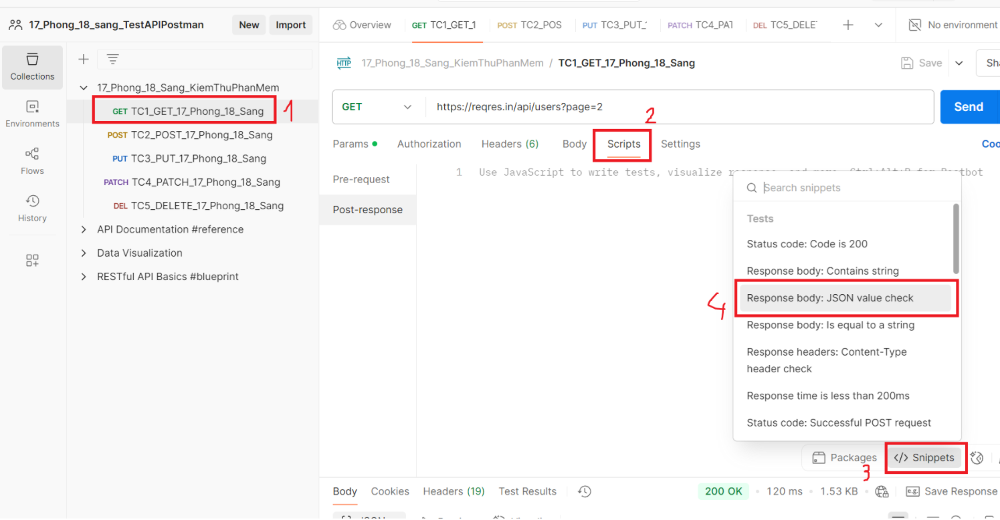 17_Phong_18_sang_TestAPIPostman New Import
Overview GET TC1_GET_1 POST TC2_POS PUT TC3_PUT_ PATCH TC4_PAT DEL TC5_DELE No environment
Collections
Environments
Flows
History
17_Phong_18_Sang_KiemThuPhanMem
GET TC1_GET_17_Phong_18_Sang 1
POST TC2_POST_17_Phong_18_Sang
PUT TC3_PUT_17_Phong_18_Sang
PATCH TC4_PATCH_17_Phong_18_Sang
DEL TC5_DELETE_17_Phong_18_Sang
API Documentation #reference
Data Visualization
RESTful API Basics #blueprint
HTTP 17_Phong_18_Sang_KiemThuPhanMem / TC1_GET_17_Phong_18_Sang Save Sha
GET https://reqres.in/api/users?page=2 Send
2
Params Authorization Headers (6) Body Scripts Settings Coo
Pre-request
Post-response
1 Use JavaScript to write tests, visualize
Search snippets
Tests
Status code: Code is 200
Response body: Contains string
4 Response body: JSON value check
Response body: Is equal to a string
Response headers: Content-Type
header check
Response time is less than 200ms
Status code: Successful POST request
Packages </> Snippets
3
Body Cookies Headers (19) Test Results 200 OK 120 ms 1.53 KB e.g. Save Response